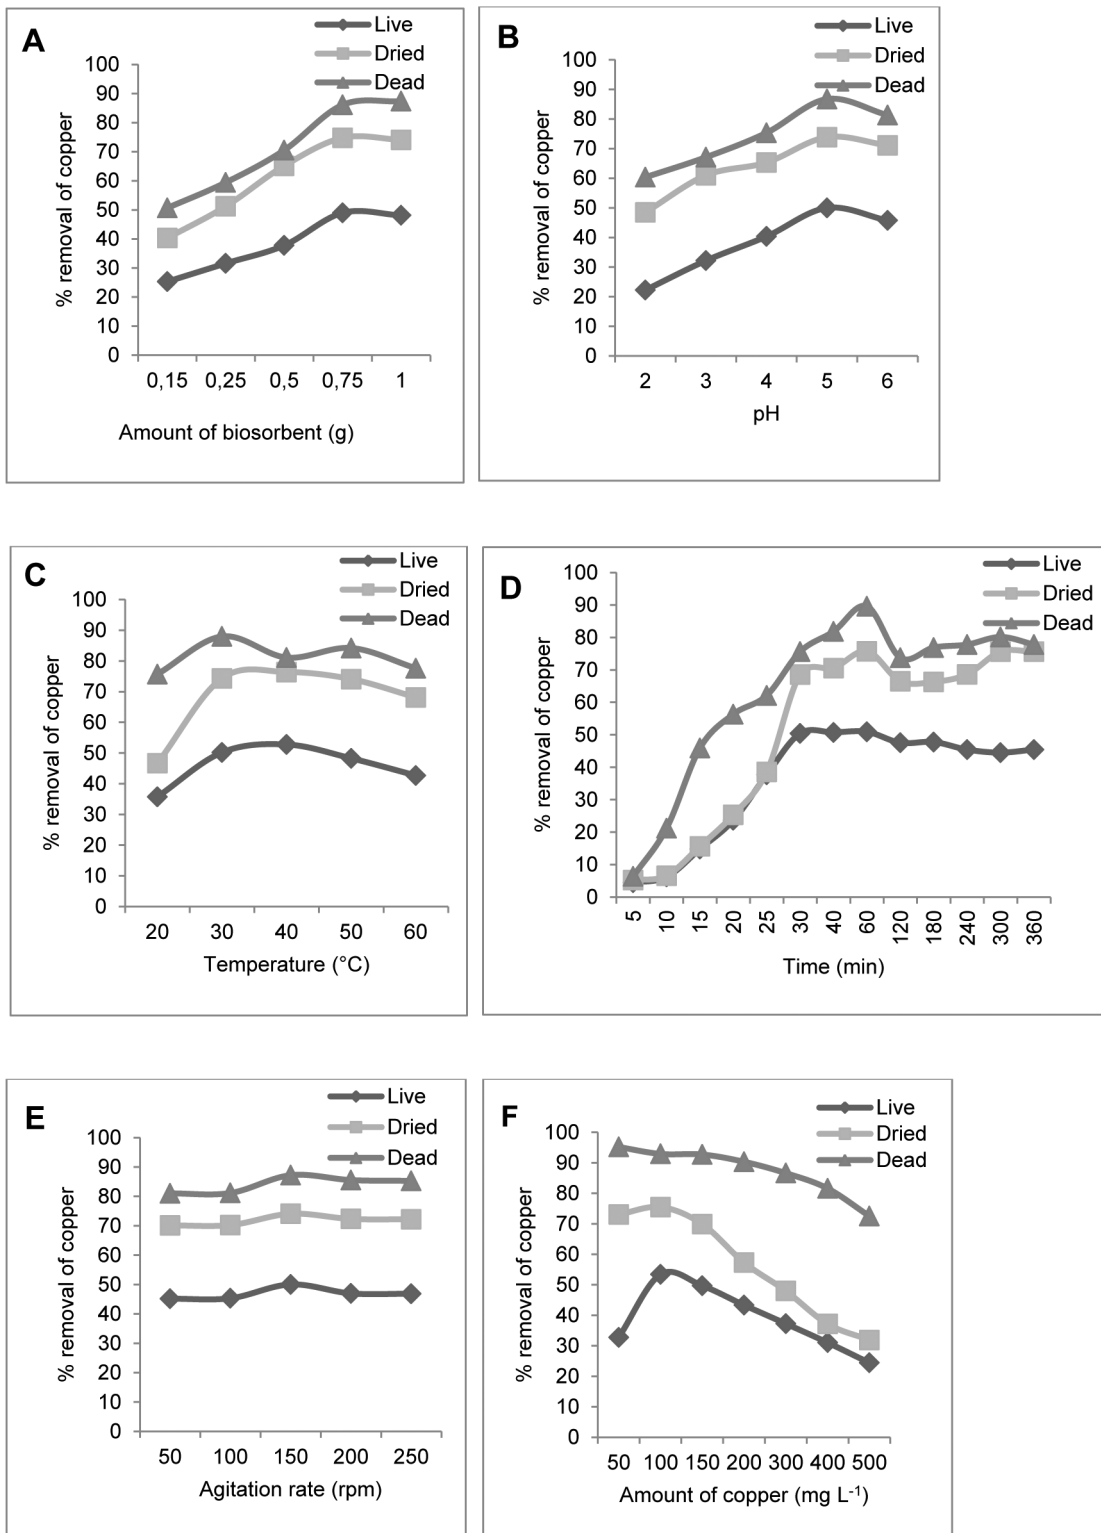 A
Live
Dried
Dead
% removal of copper
100
90
80
70
60
50
40
30
20
10
0
0,15 0,25 0,5 0,75 1
Amount of biosorbent (g)
B
Live
Dried
Dead
% removal of copper
100
90
80
70
60
50
40
30
20
10
0
2 3 4 5 6
pH
C
Live
Dried
Dead
% removal of copper
100
90
80
70
60
50
40
30
20
10
0
20 30 40 50 60
Temperature (°C)
D
Live
Dried
Dead
% removal of copper
100
90
80
70
60
50
40
30
20
10
0
5 10 15 20 25 30 40 60 120 180 240 300 360
Time (min)
E
Live
Dried
Dead
% removal of copper
100
90
80
70
60
50
40
30
20
10
0
50 100 150 200 250
Agitation rate (rpm)
F
Live
Dried
Dead
% removal of copper
100
90
80
70
60
50
40
30
20
10
0
50 100 150 200 300 400 500
Amount of copper (mg L⁻¹)